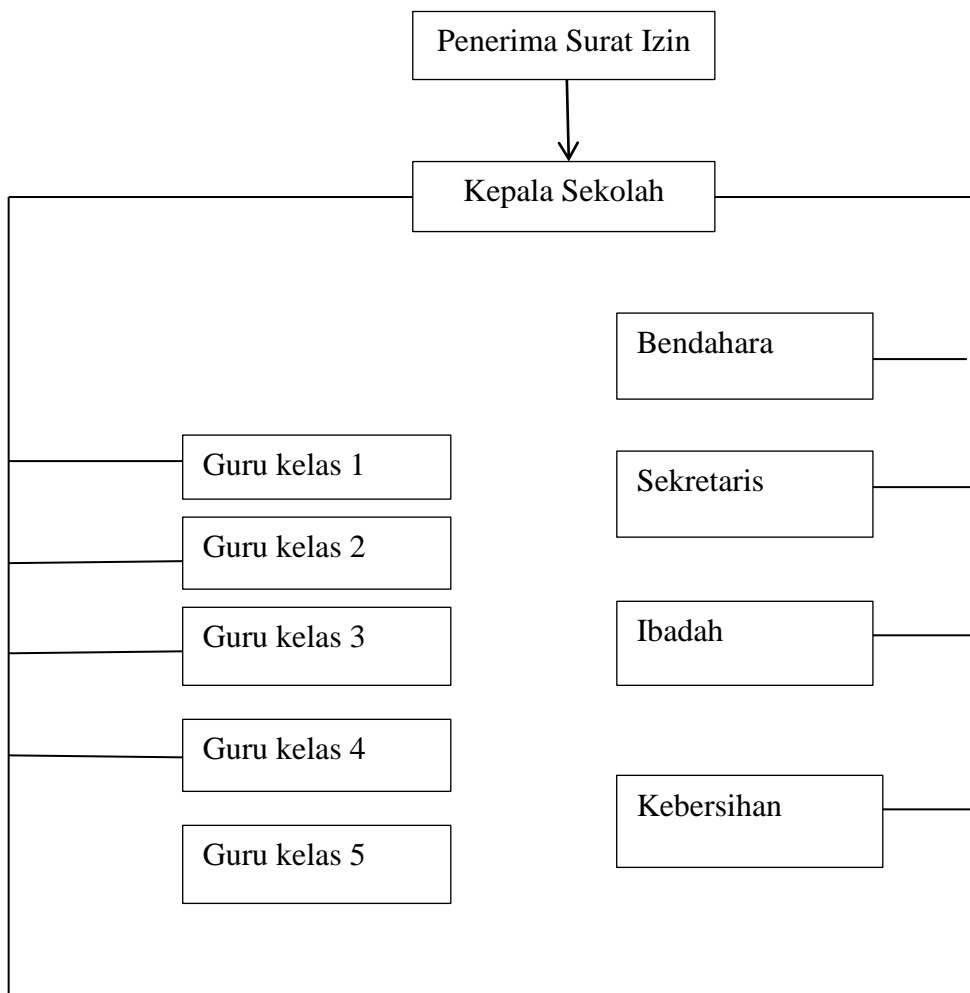 Penerima Surat Izin
Kepala Sekolah
Bendahara
Guru kelas 1
Sekretaris
Guru kelas 2
Guru kelas 3
Ibadah
Guru kelas 4
Kebersihan
Guru kelas 5